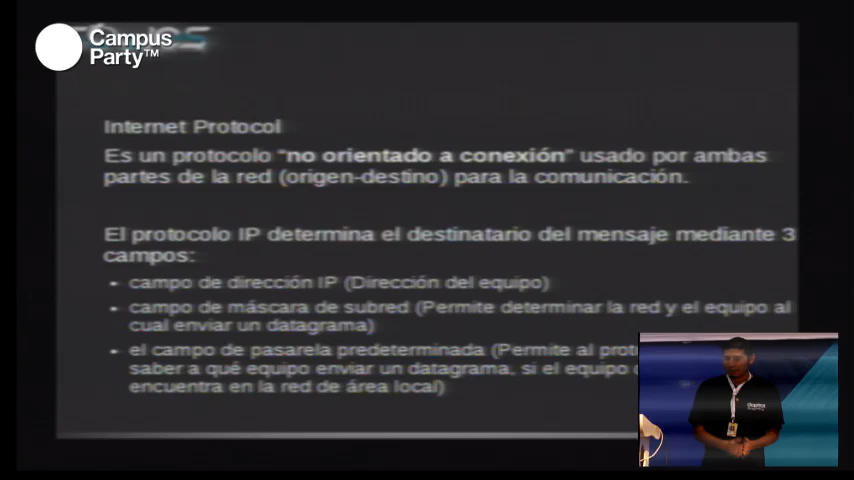 Campus
Party™
Internet Protocol
Es un protocolo "no orientado a conexión" usado por ambas
partes de la red (origen-destino) para la comunicación.
El protocolo IP determina el destinatario del mensaje mediante 3
campos:
• campo de dirección IP (Dirección del equipo)
• campo de máscara de subred (Permite determinar la red y el equipo al
cual enviar un datagrama)
• el campo de pasarela predeterminada (Permite al
saber a qué equipo enviar un datagrama, si el equipo
encuentra en la red de área local)